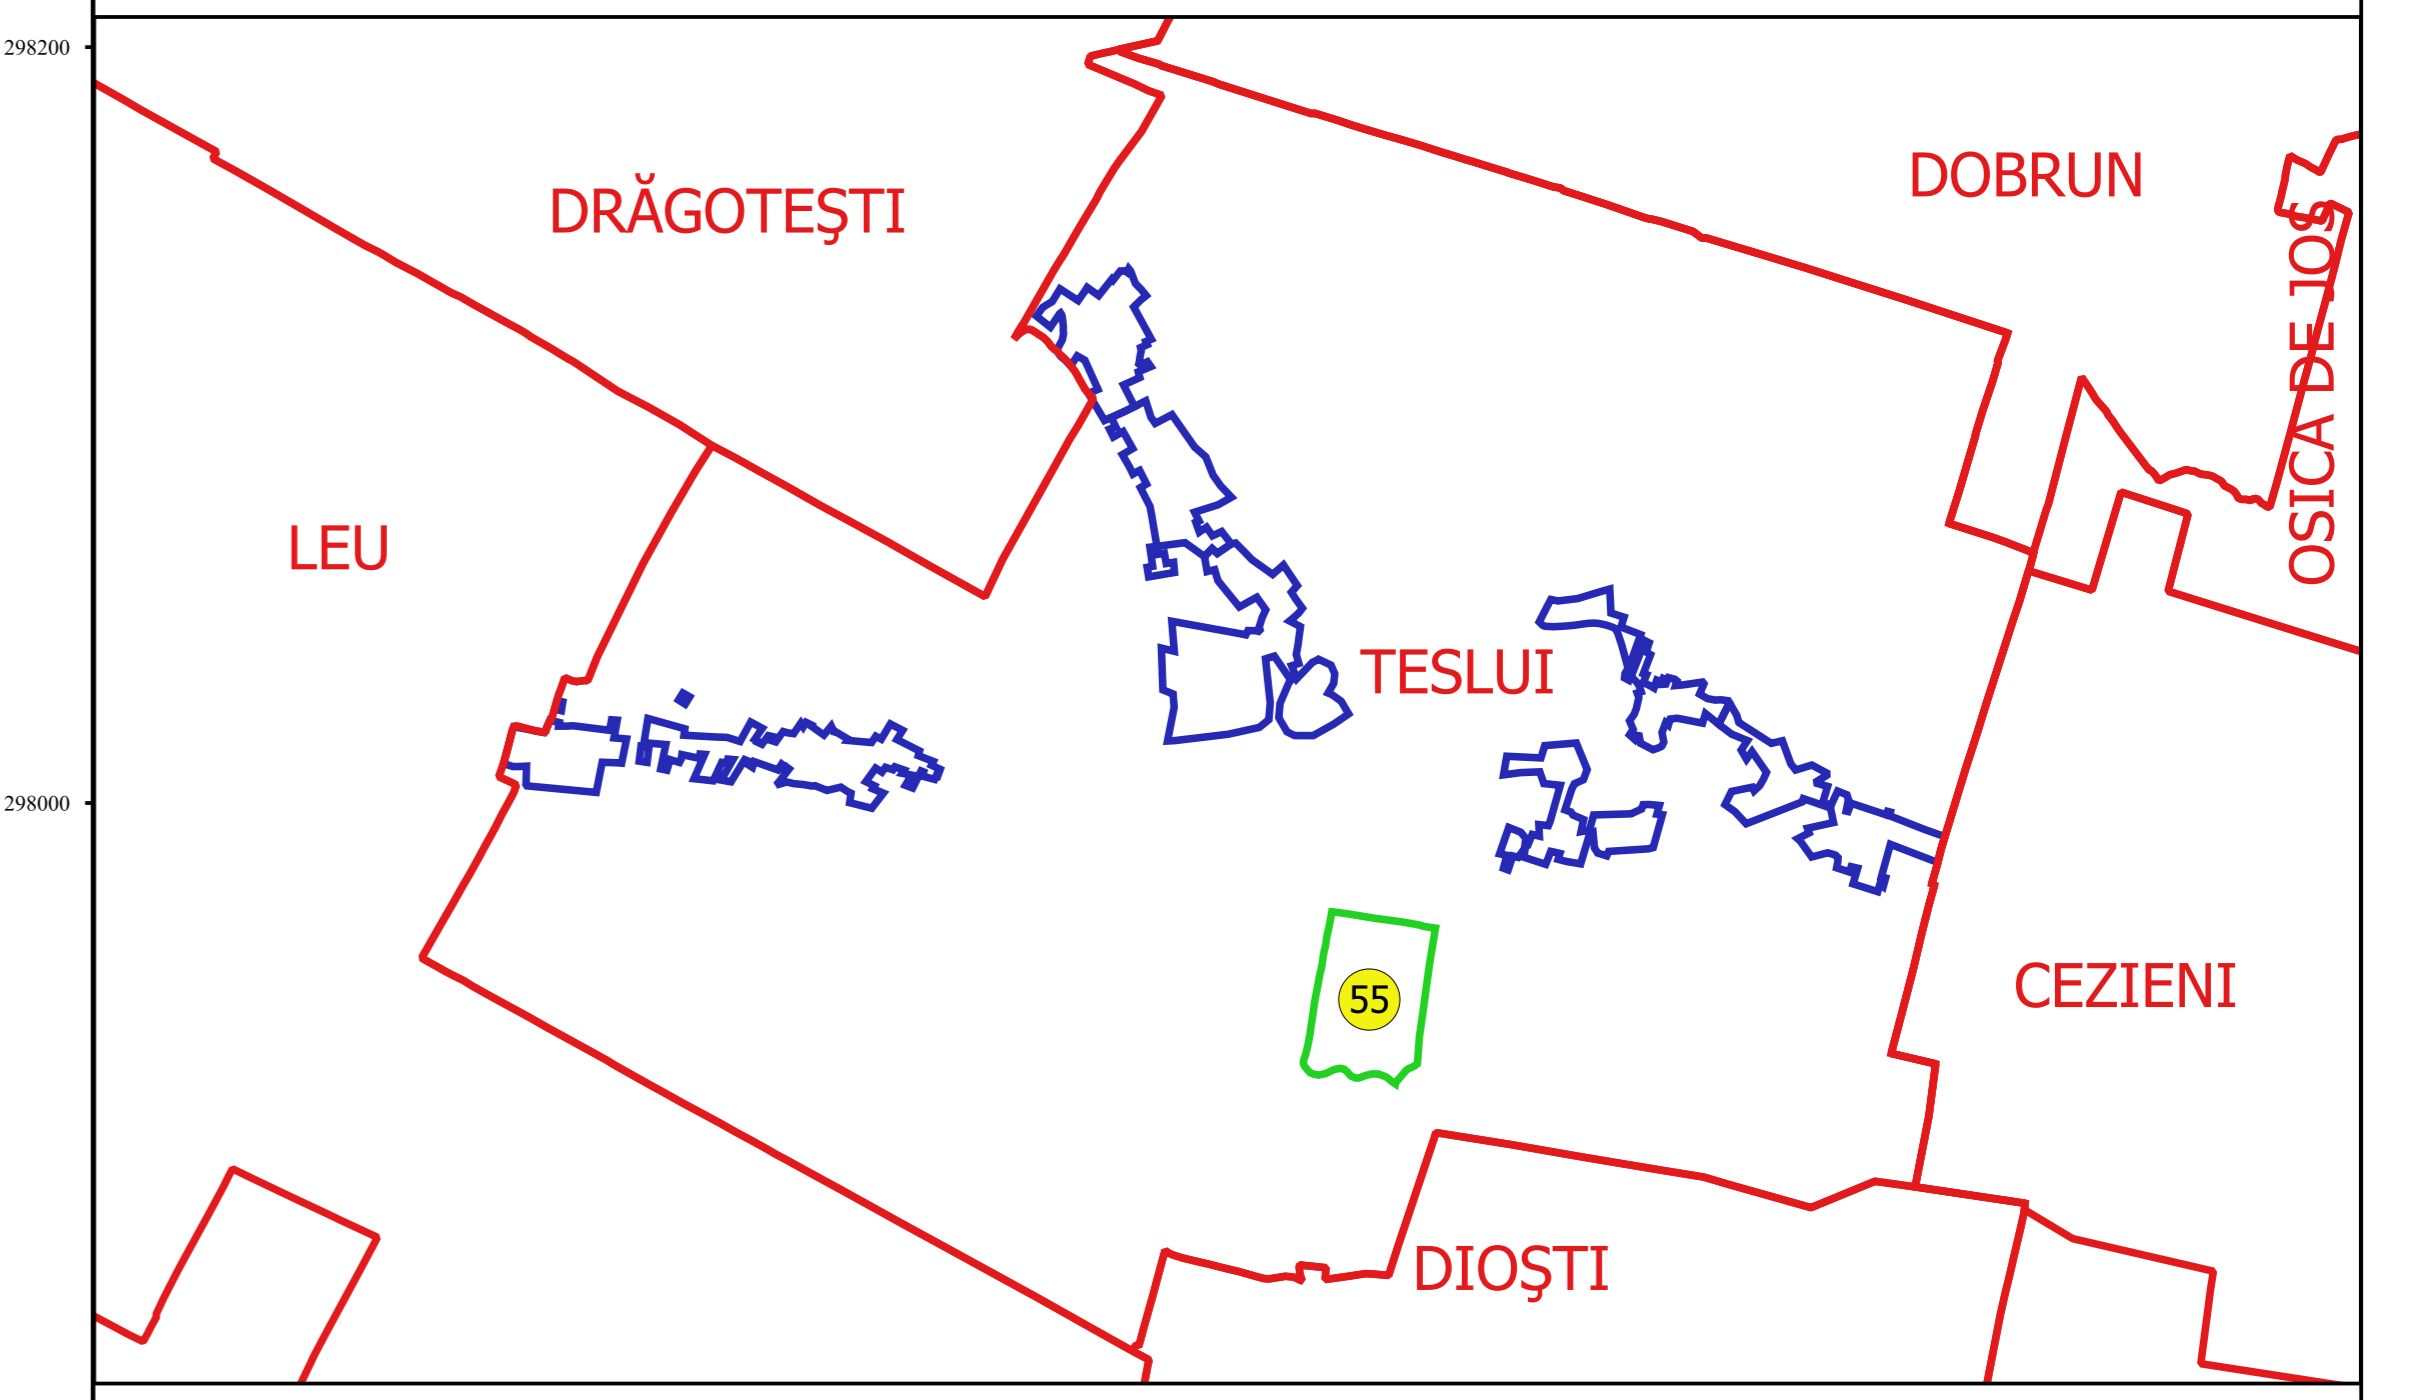 298200
DOBRUN
DRĂGOTEŞTI
OSICA DE JOS
LEU
TESLUI
298000
CEZIENI
55
DIOŞTI